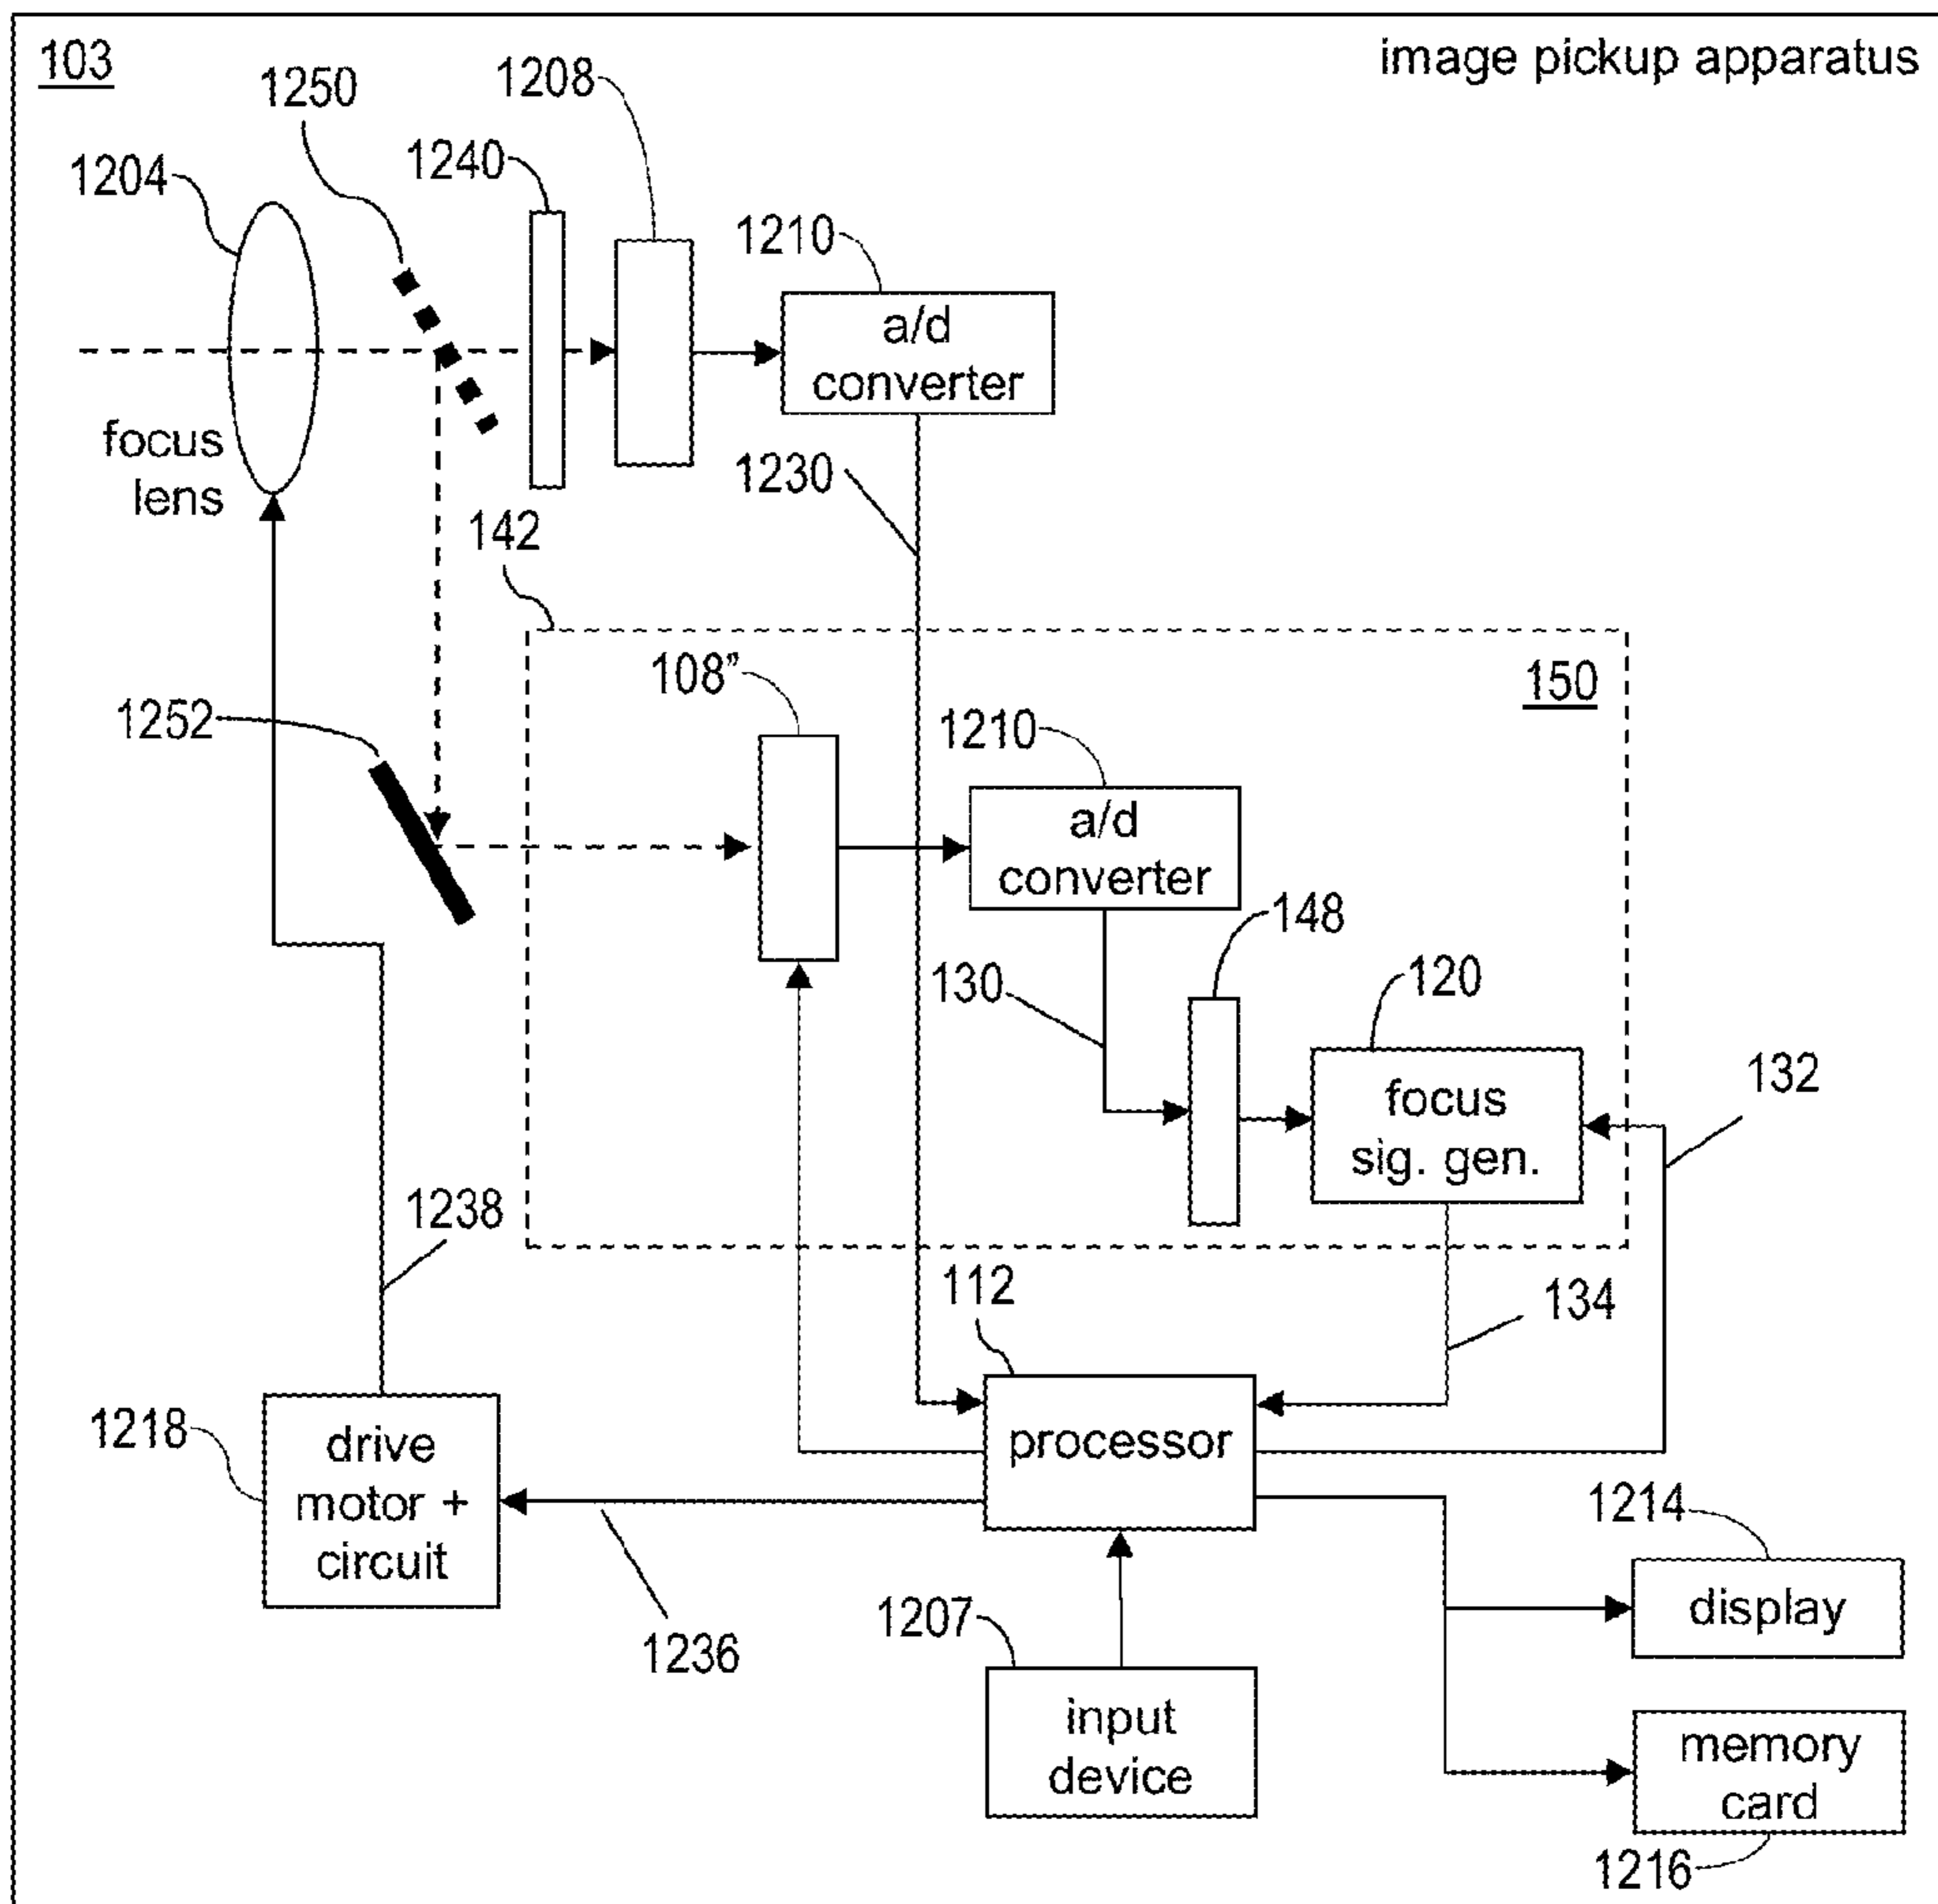 103
image pickup apparatus
1250
1208
1204
1240
1210
a/d
converter
focus
lens
1230
142
108”
150
1252
1210
a/d
converter
148
130
120
132
focus
sig. gen.
1238
112
134
1218
drive
motor +
circuit
processor
1214
display
1207
1236
input
device
memory
card
1216